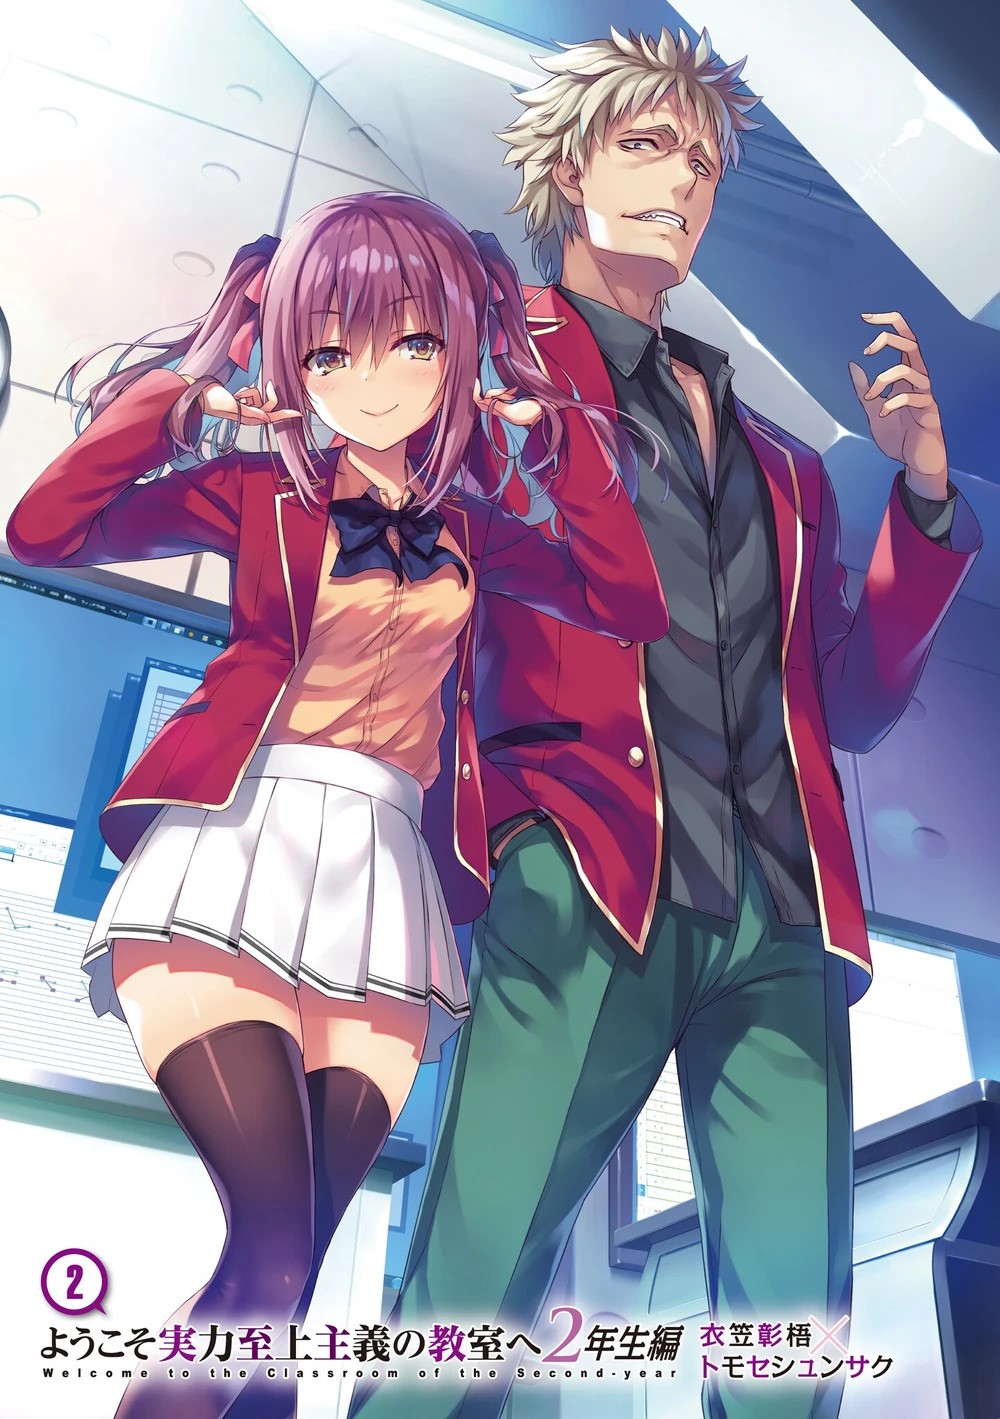 2
ようこそ実力至上主義の教室へ2年生編
Welcome to the Classroom of the Second-year
衣笠彰梧×
トモセシュンサク